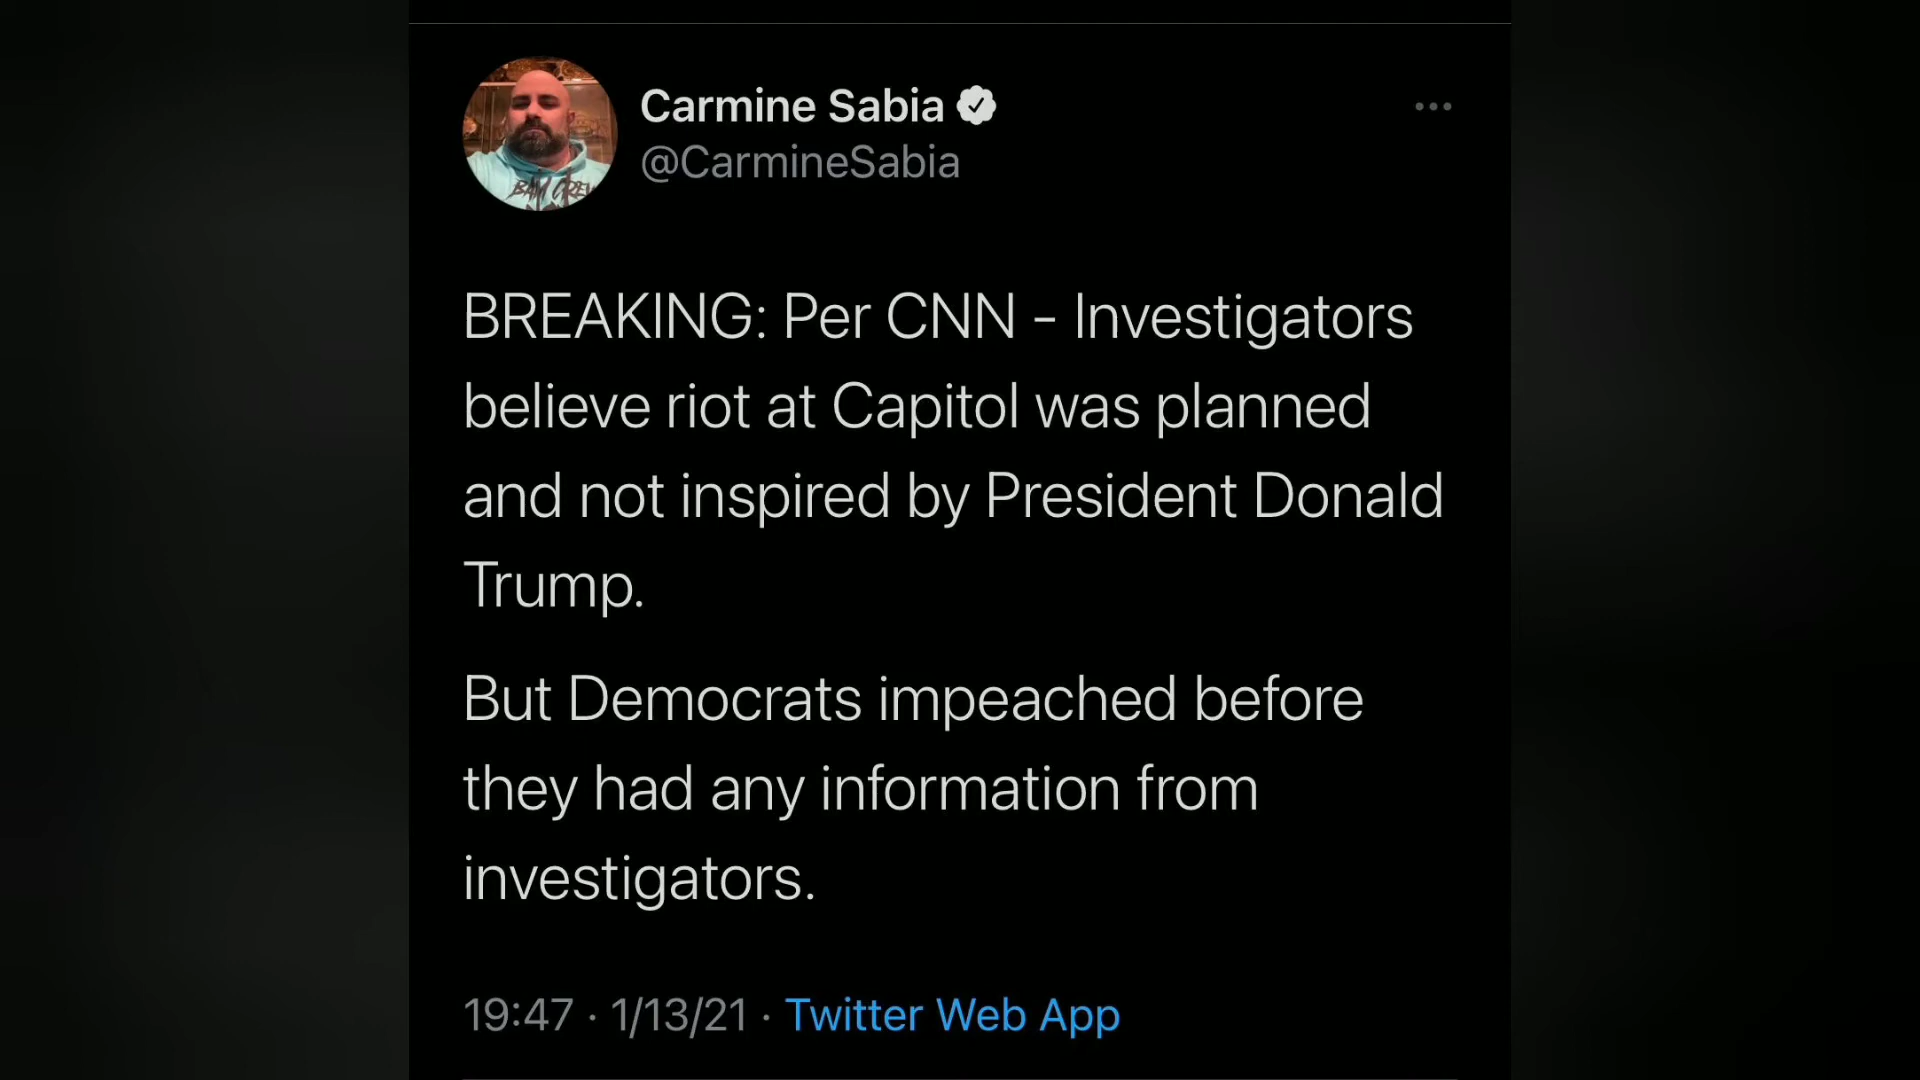 Carmine Sabia
@CarmineSabia
BREAKING: Per CNN - Investigators
believe riot at Capitol was planned
and not inspired by President Donald
Trump.
But Democrats impeached before
they had any information from
investigators.
19:47 · 1/13/21 · Twitter Web App